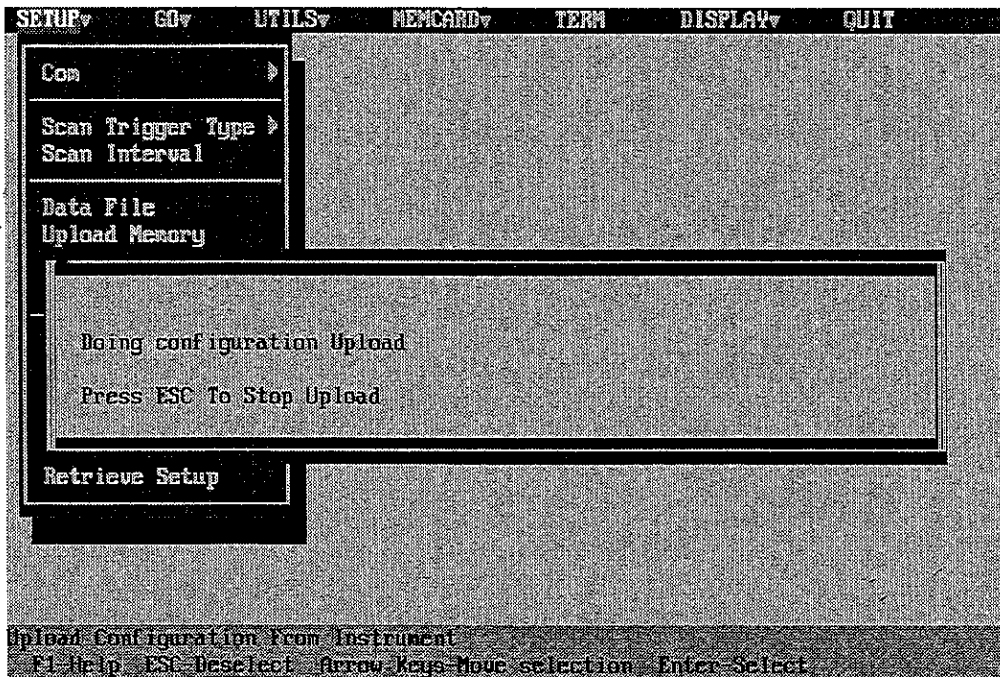 SETUP▿ GO▿ UTILS▿ MEMCARD▿ TERM DISPLAY▿ QUIT
Com
Scan Trigger Type
Scan Interval
Data File
Upload Memory
Doing configuration Upload
Press ESC To Stop Upload
Retrieve Setup
Upload Configuration From Instrument
F1-Help ESC-Deselect Arrow Keys-Move selection Enter-Select